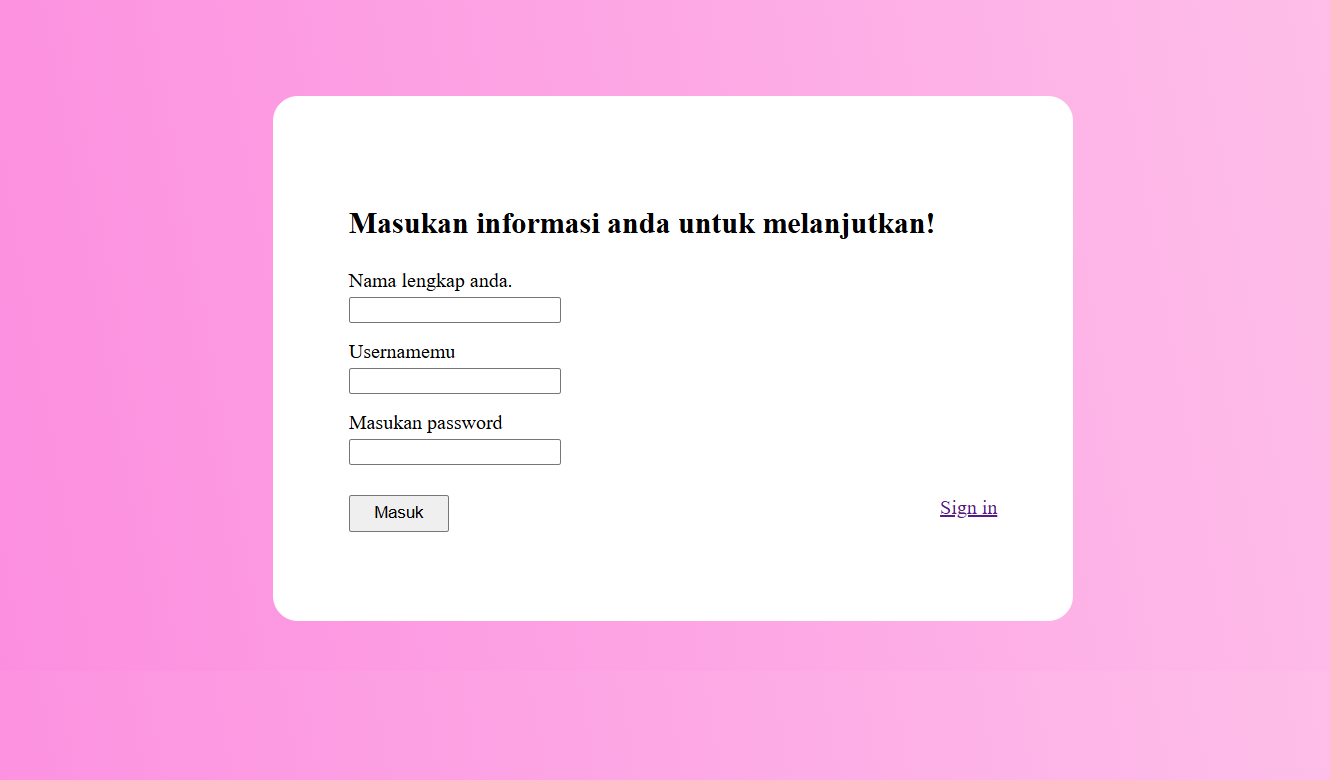 Masukan informasi anda untuk melanjutkan!
Nama lengkap anda.
Usernamemu
Masukan password
Masuk
Sign in